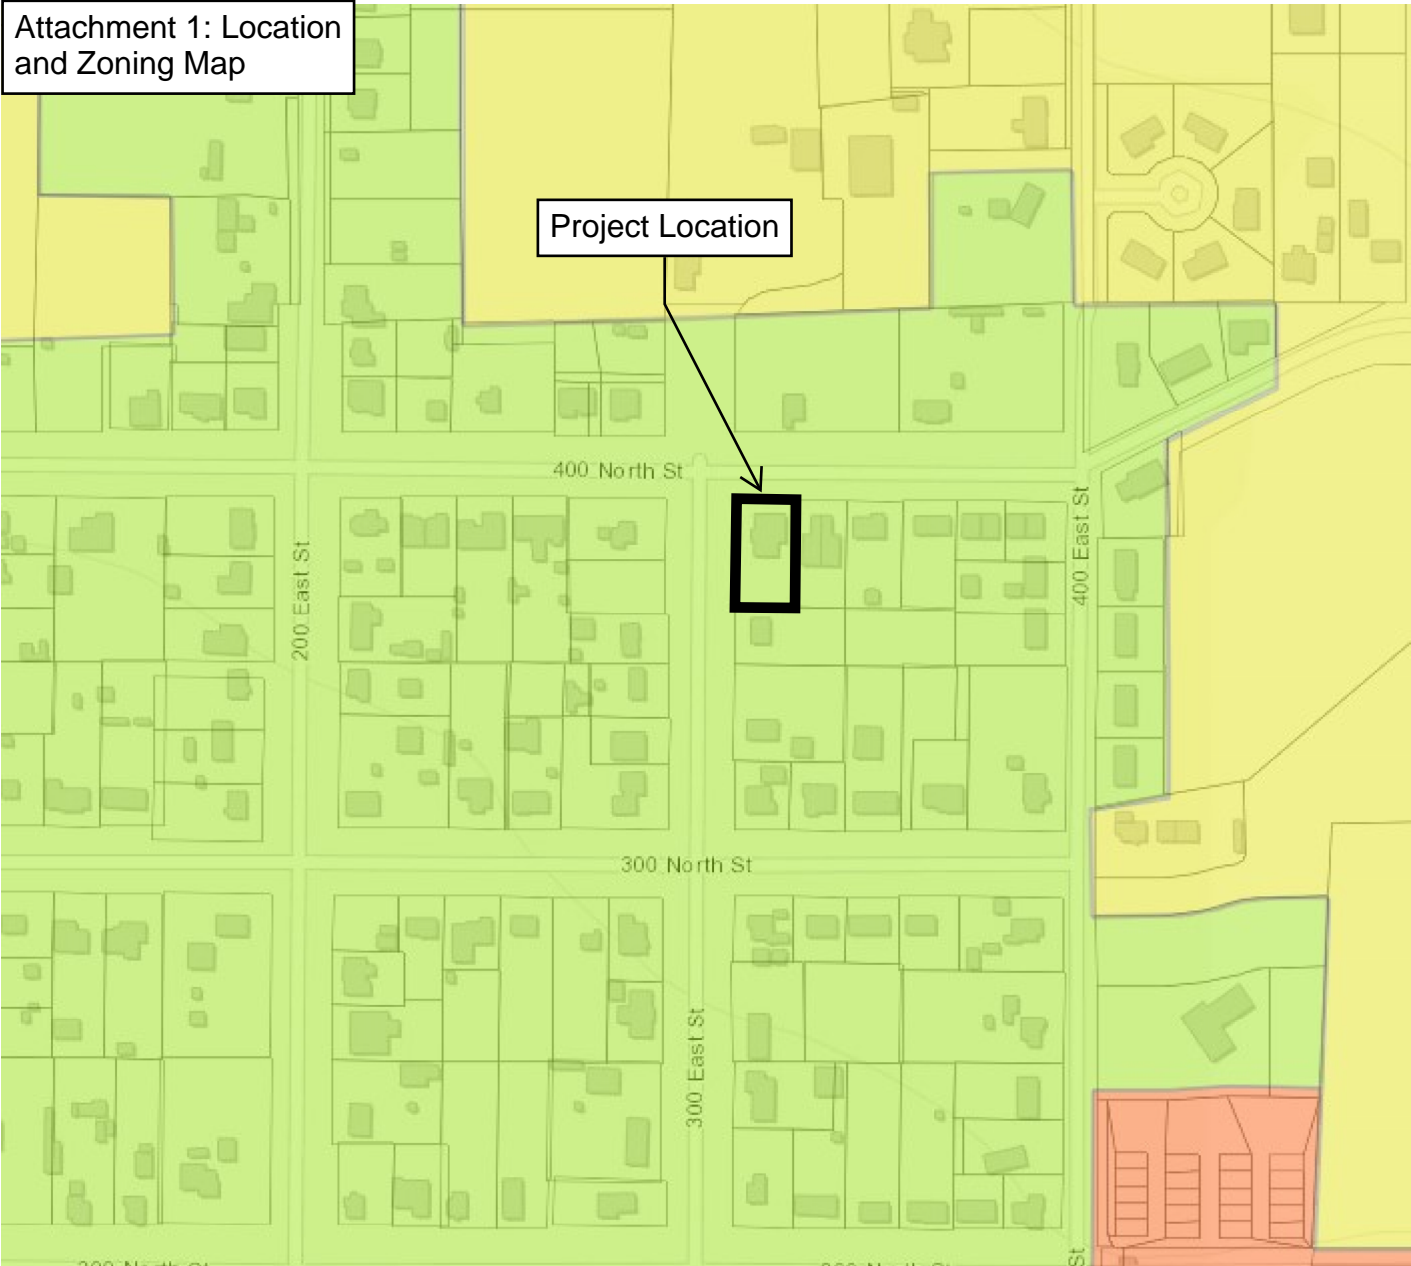 Attachment 1: Location
and Zoning Map
Project Location
400 North St
200 East St
400 East St
300 North St
300 East St
St